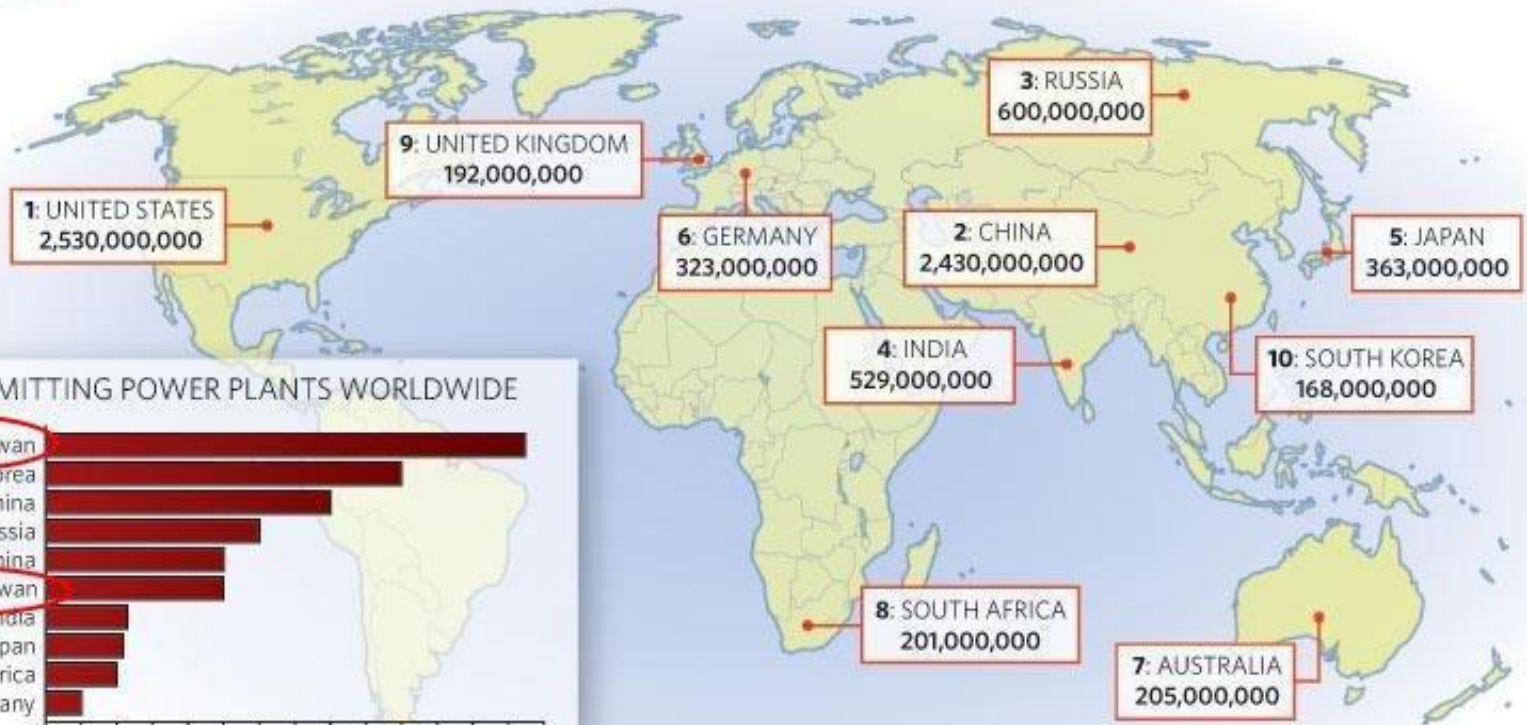 3: RUSSIA
600,000,000
9: UNITED KINGDOM
192,000,000
1: UNITED STATES
2,530,000,000
6: GERMANY
323,000,000
2: CHINA
2,430,000,000
5: JAPAN
363,000,000
4: INDIA
529,000,000
10: SOUTH KOREA
168,000,000
8: SOUTH AFRICA
201,000,000
7: AUSTRALIA
205,000,000
MITTING POWER PLANTS WORLDWIDE
wan
orea
hina
ssia
hina
wan
ndia
pan
rica
any